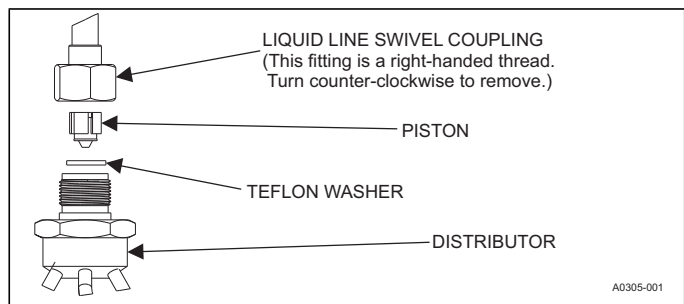 LIQUID LINE SWIVEL COUPLING
(This fitting is a right-handed thread.
Turn counter-clockwise to remove.)
PISTON
TEFLON WASHER
DISTRIBUTOR
A0305-001